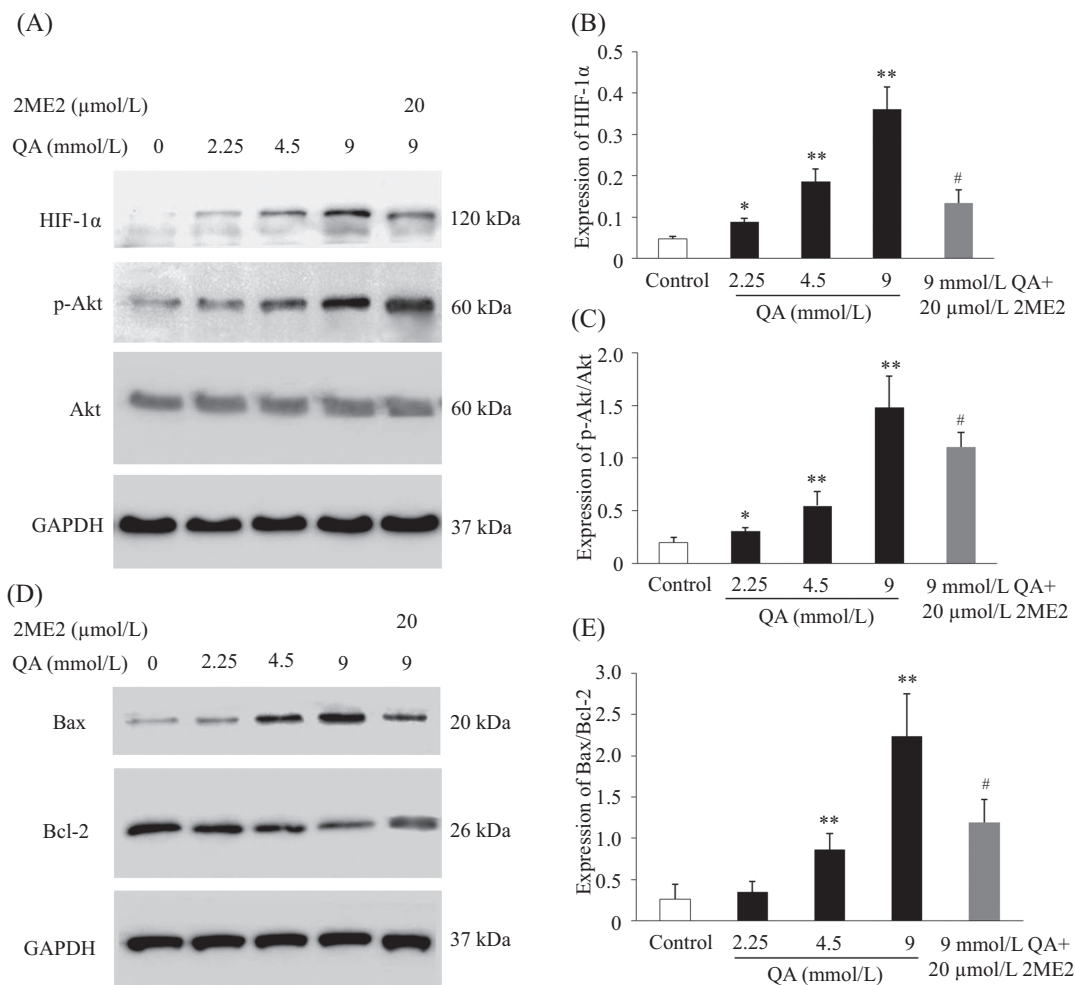 (A)
2ME2 (µmol/L) 20
QA (mmol/L) 0 2.25 4.5 9 9
HIF-1α 120 kDa
p-Akt 60 kDa
Akt 60 kDa
GAPDH 37 kDa
(B)
Expression of HIF-1α
0.5
0.4
0.3
0.2
0.1
0
* ** ** #
Control 2.25 4.5 9 9 mmol/L QA+
QA (mmol/L) 20 µmol/L 2ME2
(C)
Expression of p-Akt/Akt
2.0
1.5
1.0
0.5
0
* ** ** #
Control 2.25 4.5 9 9 mmol/L QA+
QA (mmol/L) 20 µmol/L 2ME2
(D)
2ME2 (µmol/L) 20
QA (mmol/L) 0 2.25 4.5 9 9
Bax 20 kDa
Bcl-2 26 kDa
GAPDH 37 kDa
(E)
Expression of Bax/Bcl-2
3.0
2.5
2.0
1.5
1.0
0.5
0
** ** #
Control 2.25 4.5 9 9 mmol/L QA+
QA (mmol/L) 20 µmol/L 2ME2